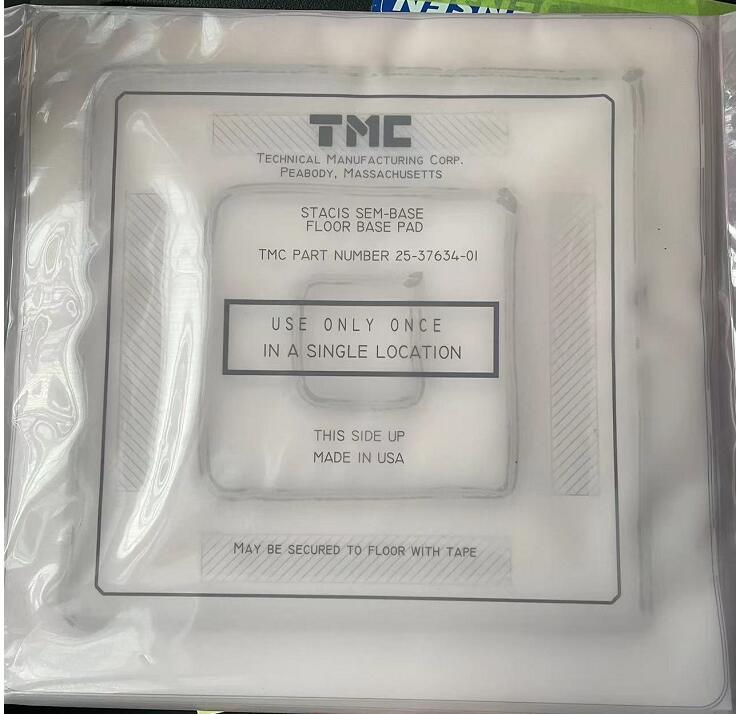 TMC
TECHNICAL MANUFACTURING CORP.
PEABODY, MASSACHUSETTS
STACIS SEM-BASE
FLOOR BASE PAD
TMC PART NUMBER 25-37634-01
USE ONLY ONCE
IN A SINGLE LOCATION
THIS SIDE UP
MADE IN USA
MAY BE SECURED TO FLOOR WITH TAPE